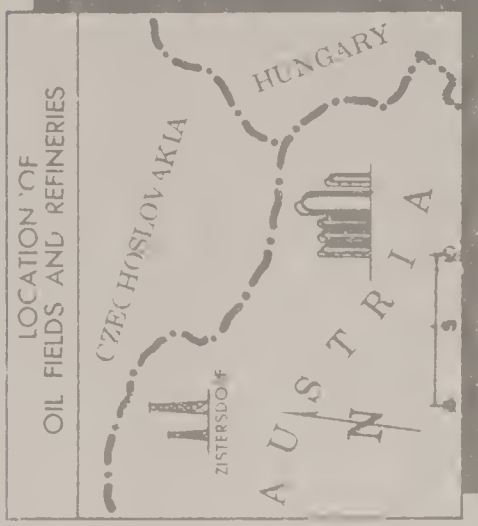 LOCATION OF
OIL FIELDS AND REFINERIES
CZECHOSLOVAKIA
HUNGARY
ZISTERSDORF
AUSTRIA
N